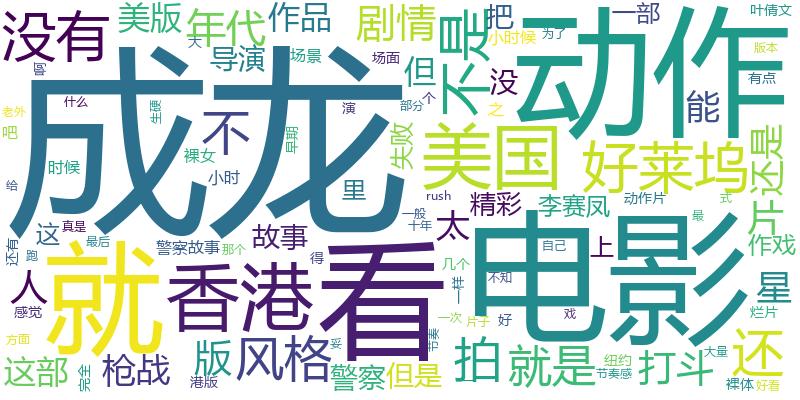 没有
美版
年代
作品
剧情
把
一部
叶倩文
小时候
为了
成龙
不是
动作
大
导演
场景
场面
但
版本
什么
生硬
早期
不
演
部分
个
没
之
能
有点
老外
吧
失败
美国
好莱坞
还是
片
时候
裸女
小时
里
给
rush
精彩
李赛凤
动作片
最
式
还有
这
真是
最后
跑
警察故事
那个
故事
得
一股
十年
太
上
作戏
就
香港
看
电影
自己
人
感觉
几个
一样
不知
星
一次
片子
好
戏
烂片
方面
这部
完全
枪战
港版
版
风格
妥
警察
但是
节奏
拍
就是
纽约
节奏感
打斗
大量
裸体
还
好看